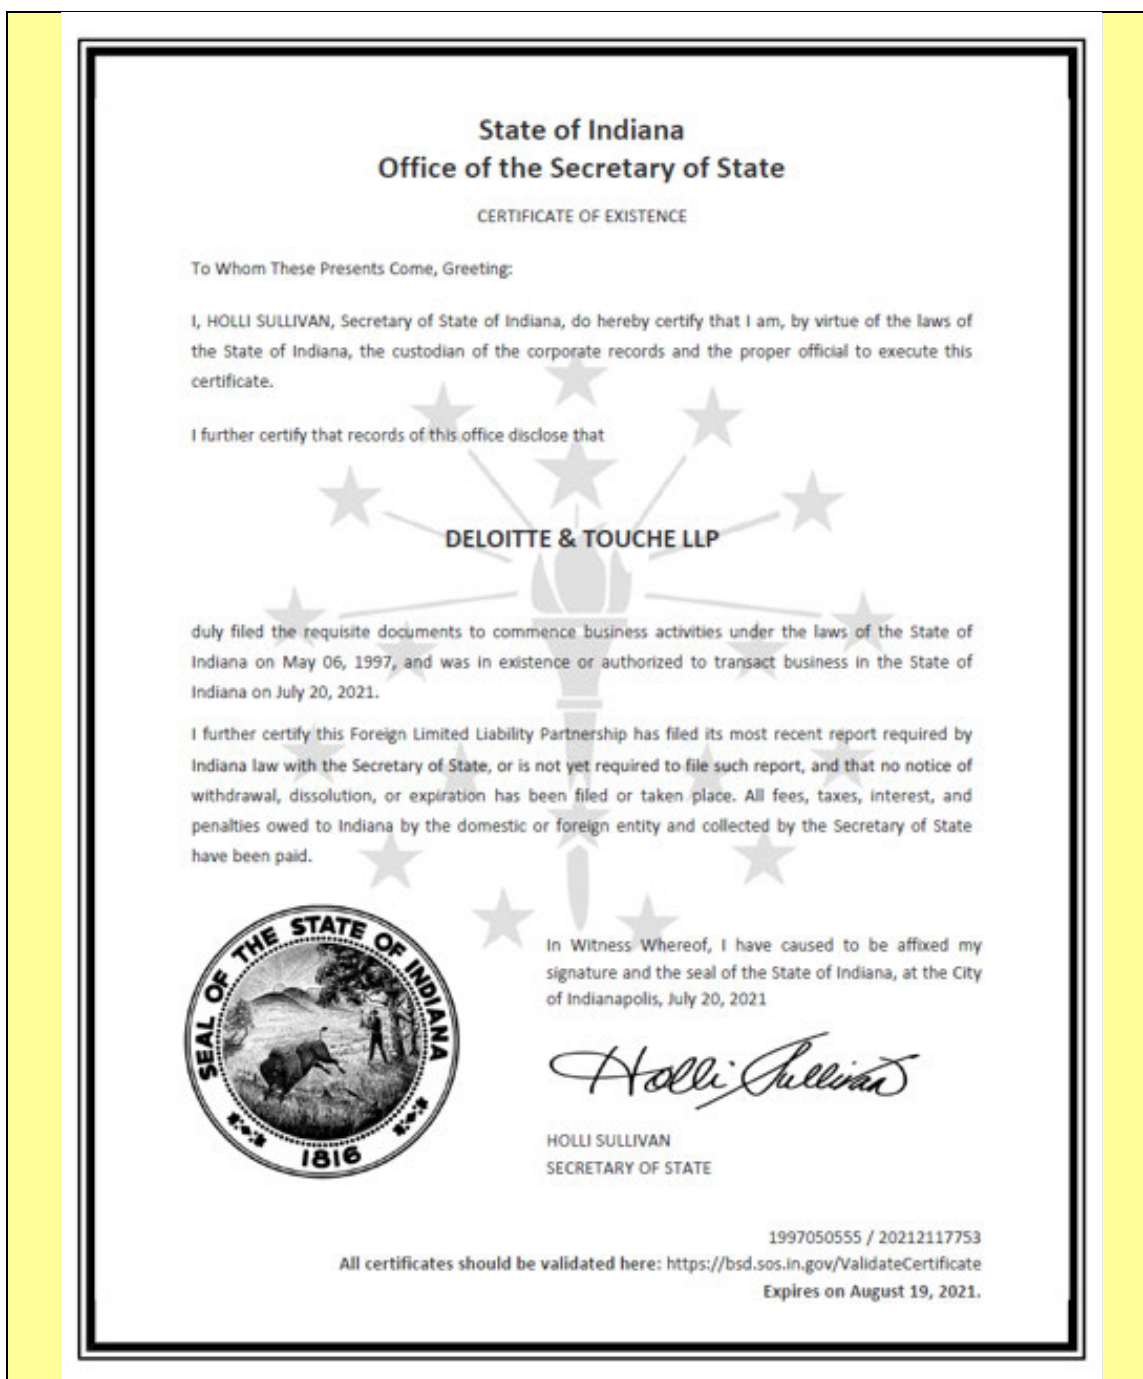 State of Indiana
Office of the Secretary of State
CERTIFICATE OF EXISTENCE
To Whom These Presents Come, Greeting:
I, HOLLI SULLIVAN, Secretary of State of Indiana, do hereby certify that I am, by virtue of the laws of
the State of Indiana, the custodian of the corporate records and the proper official to execute this
certificate.
I further certify that records of this office disclose that
DELOITTE & TOUCHE LLP
duly filed the requisite documents to commence business activities under the laws of the State of
Indiana on May 06, 1997, and was in existence or authorized to transact business in the State of
Indiana on July 20, 2021.
I further certify this Foreign Limited Liability Partnership has filed its most recent report required by
Indiana law with the Secretary of State, or is not yet required to file such report, and that no notice of
withdrawal, dissolution, or expiration has been filed or taken place. All fees, taxes, interest, and
penalties owed to Indiana by the domestic or foreign entity and collected by the Secretary of State
have been paid.
SEAL OF THE STATE OF INDIANA
1816
In Witness Whereof, I have caused to be affixed my
signature and the seal of the State of Indiana, at the City
of Indianapolis, July 20, 2021
Holli Sullivan
HOLLI SULLIVAN
SECRETARY OF STATE
1997050555 / 20212117753
All certificates should be validated here: https://bsd.sos.in.gov/ValidateCertificate
Expires on August 19, 2021.